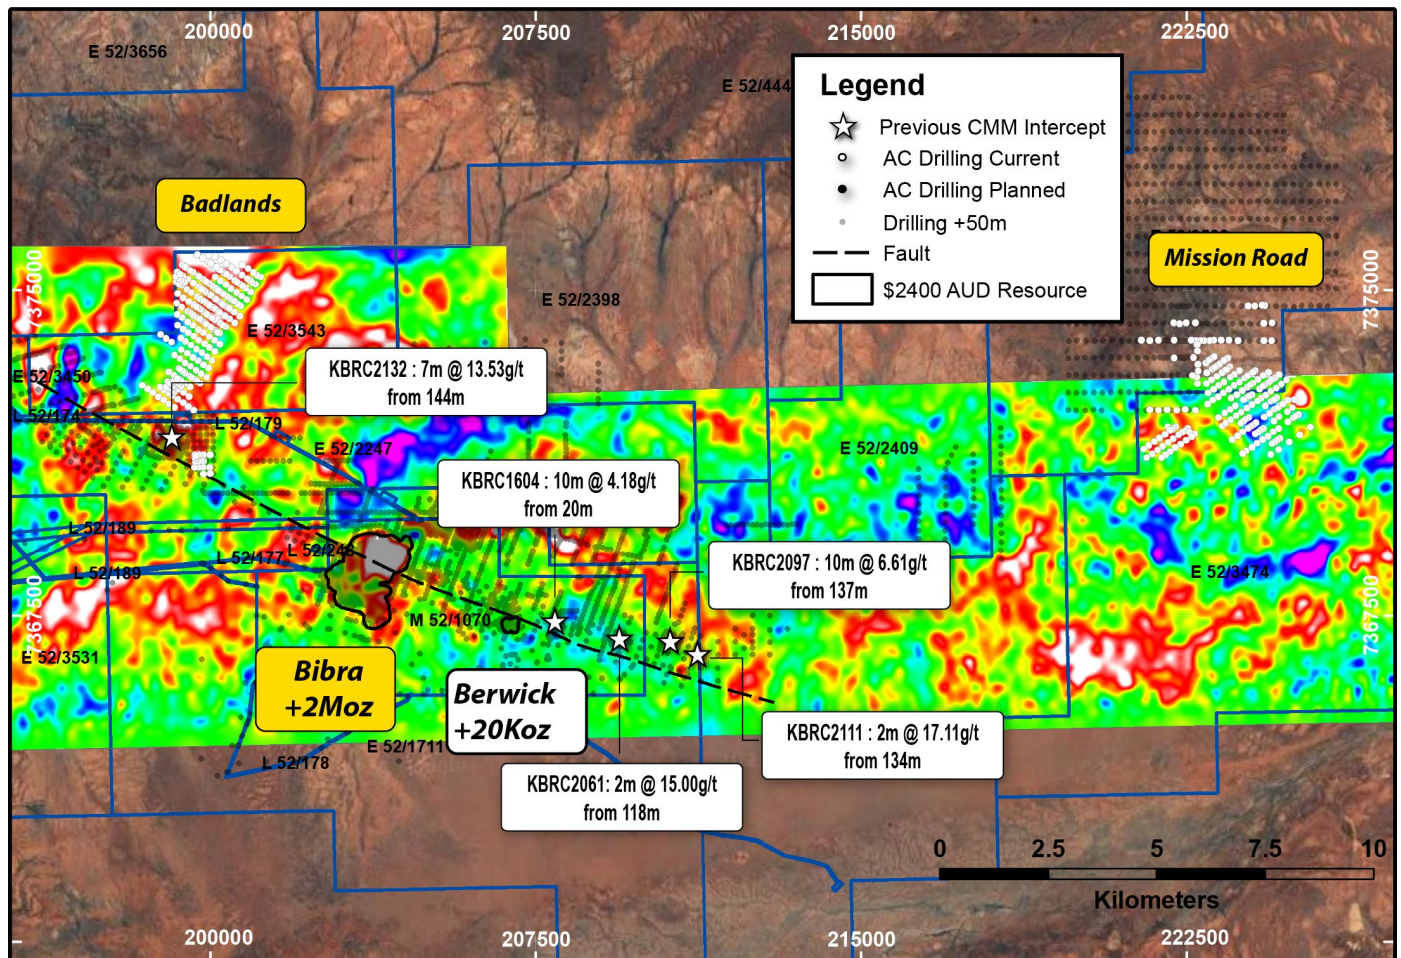 200000
207500
215000
222500
E 52/3656
E 52/444
Legend
Previous CMM Intercept
AC Drilling Current
AC Drilling Planned
Drilling +50m
Fault
$2400 AUD Resource
Badlands
Mission Road
7375000
7375000
E 52/2398
E 52/3543
E 52/3450
KBRC2132 : 7m @ 13.53g/t
from 144m
L 52/174
L 52/179
E 52/2247
E 52/2409
KBRC1604 : 10m @ 4.18g/t
from 20m
L 52/189
L 52/177
L 52/248
L 52/189
KBRC2097 : 10m @ 6.61g/t
from 137m
E 52/3474
7367500
7367500
M 52/1070
E 52/3531
Bibra
+2Moz
Berwick
+20Koz
KBRC2111 : 2m @ 17.11g/t
from 134m
E 52/1711
L 52/178
KBRC2061: 2m @ 15.00g/t
from 118m
0
2.5
5
7.5
10
Kilometers
200000
207500
215000
222500